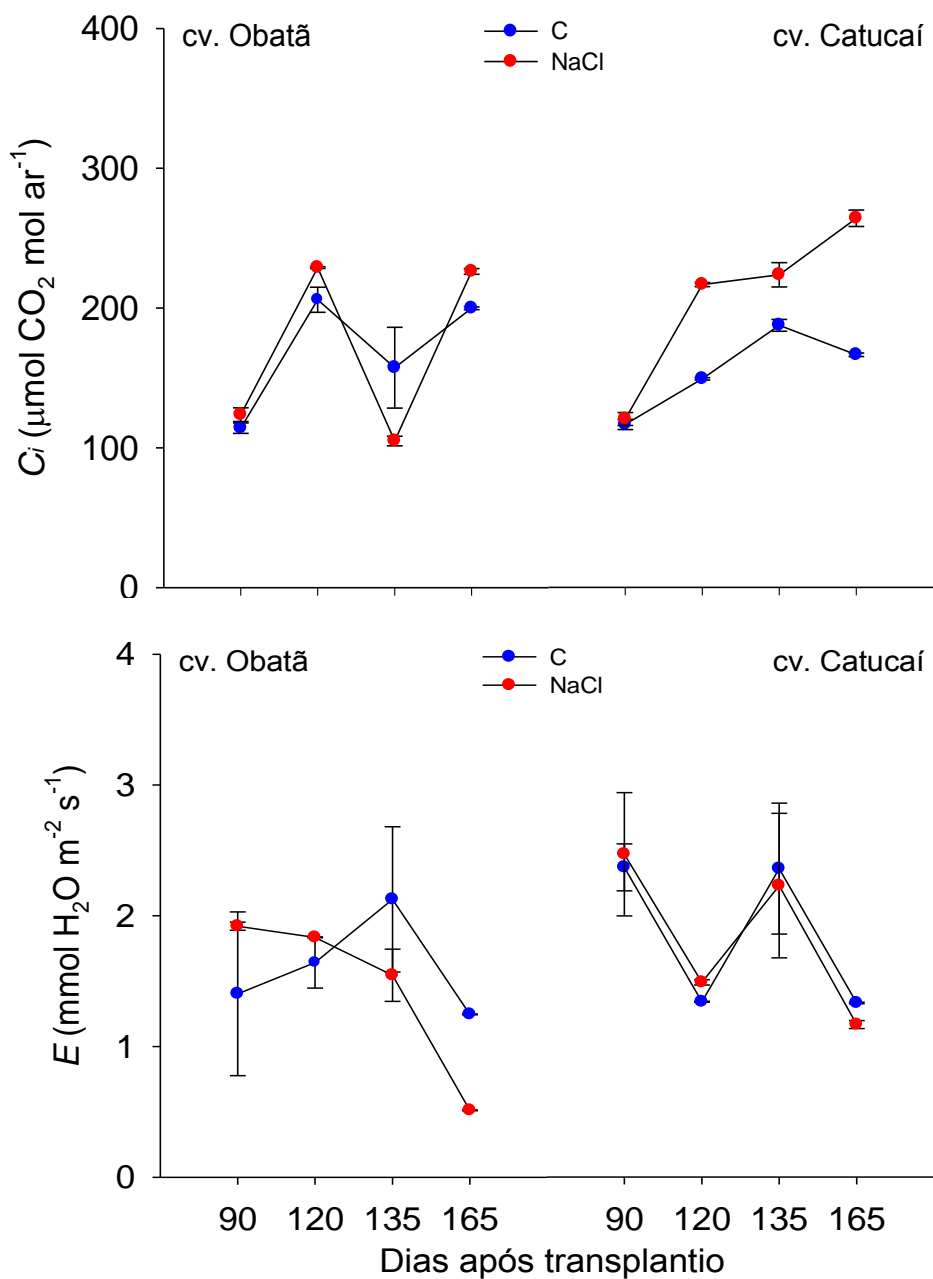 400
cv. Obatã
C
NaCl
cv. Catucaí
300
200
100
0
Ci (μmol CO2 mol ar-1)
4
cv. Obatã
C
NaCl
cv. Catucaí
3
2
1
0
E (mmol H2O m-2 s-1)
90 120 135 165 90 120 135 165
Dias após transplantio